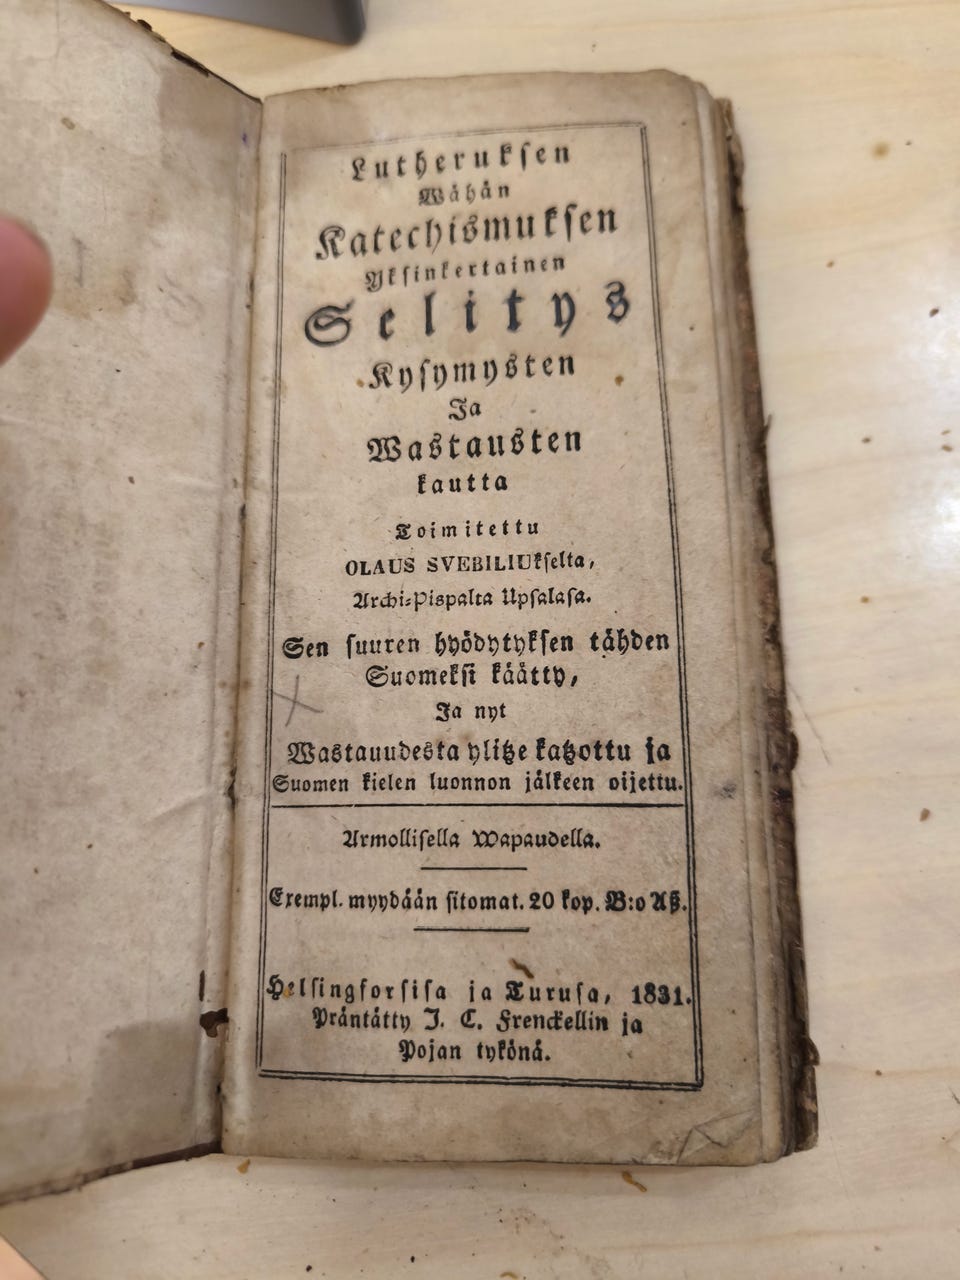 Lutheruksen
Wähän
Katechismuksen
Yksinkertainen
Selitys
Kysymysten
Ja
Wastausten
kautta
Toimitettu
OLAUS SVEBILIUkselta,
Archi-Pispalta Upsalasa.
Sen suuren hyödytyksen tähden
Suomeksi käätty,
Ja nyt
Wastauudesta ylitze katzottu ja
Suomen kielen luonnon jälkeen oijettu.
Armollisella Wapaudella.
Exempl. myydään sitomat. 20 kop. B:o Aß.
Helsingforsisa ja Turusa, 1831.
Präntätty J. C. Frenckellin ja
Pojan tykönä.